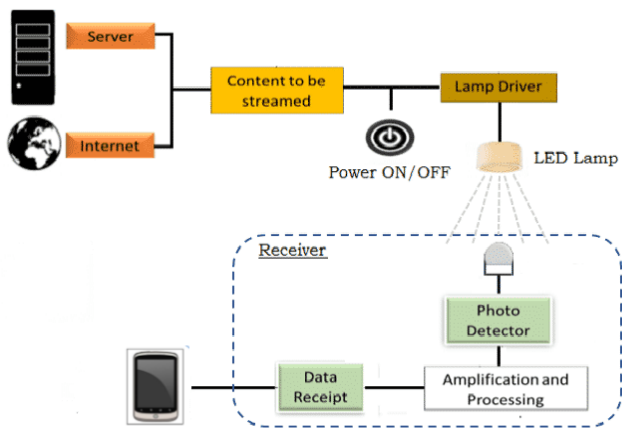 Server
Content to be
streamed
Lamp Driver
Internet
Power ON/OFF
LED Lamp
Receiver
Photo
Detector
Data
Receipt
Amplification and
Processing